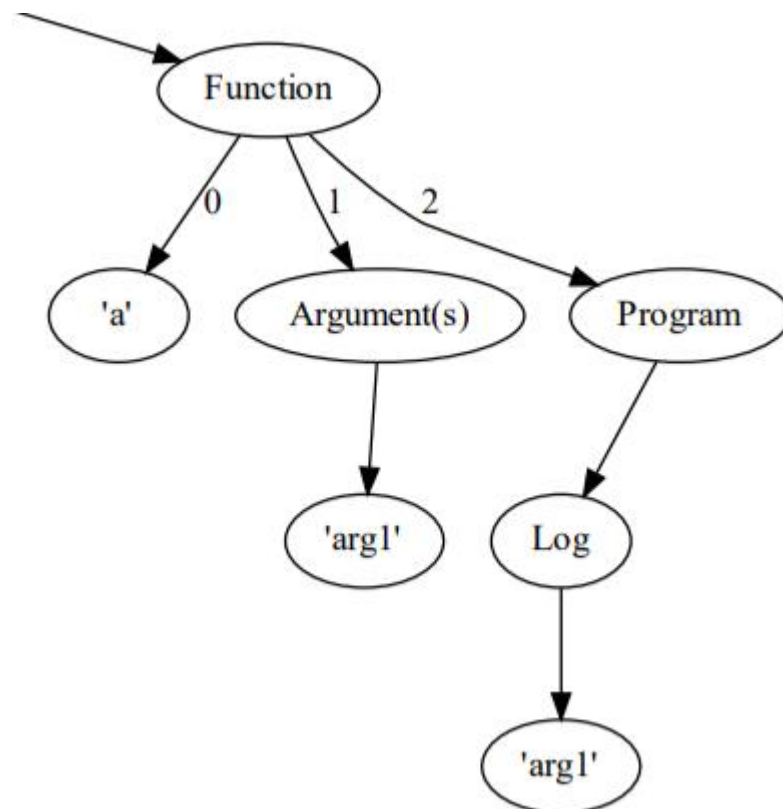 Function
0
1
2
'a'
Argument(s)
Program
'arg1'
Log
'arg1'